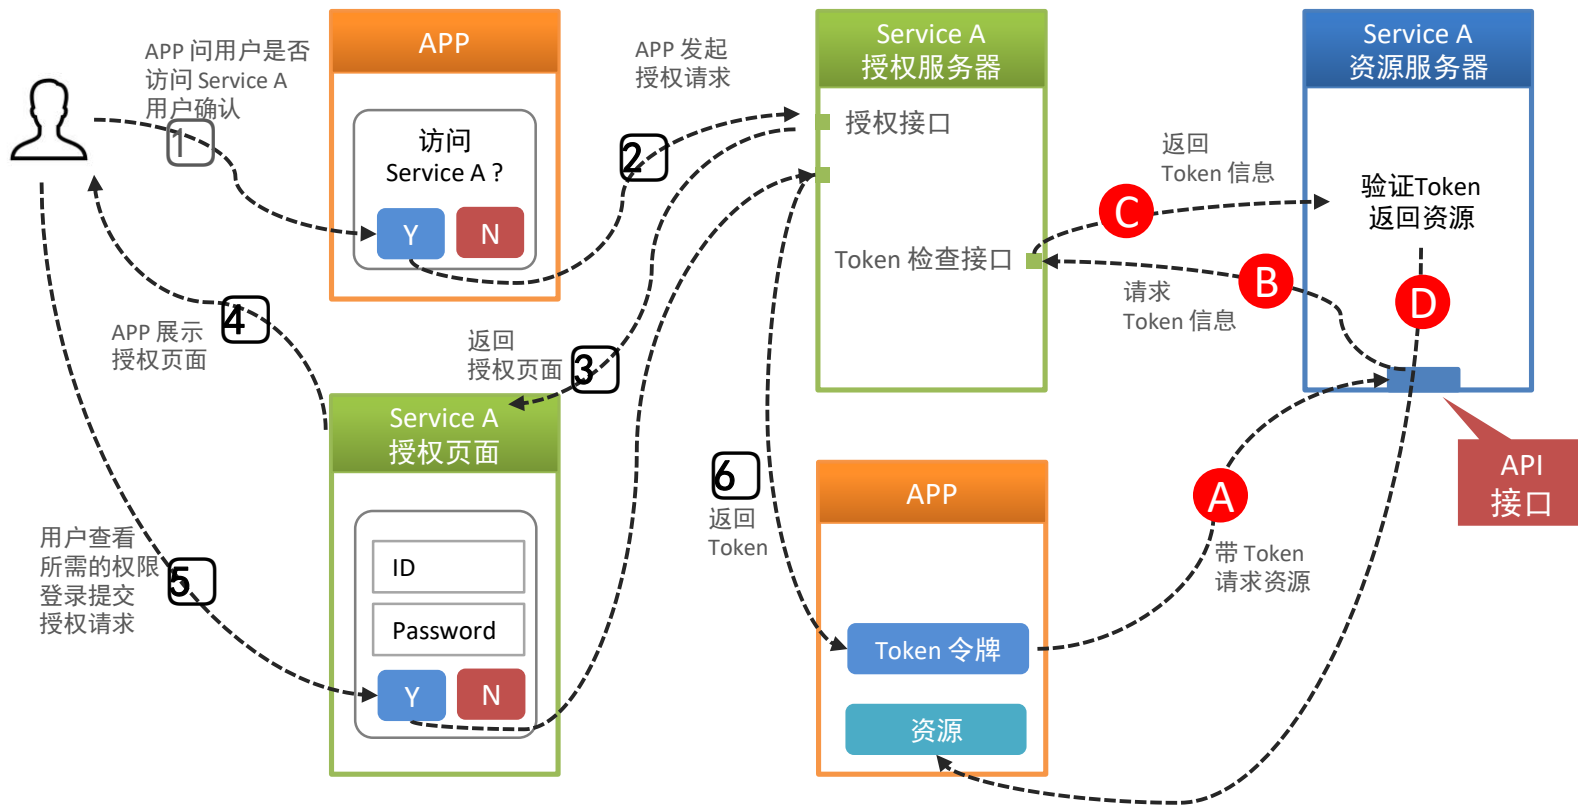 APP 问用户是否
访问 Service A
用户确认
1
APP
访问
Service A ?
Y
N
APP 发起
授权请求
2
Service A
授权服务器
授权接口
Token 检查接口
返回
Token 信息
C
请求
Token 信息
B
Service A
资源服务器
验证Token
返回资源
D
API
接口
APP 展示
授权页面
4
返回
授权页面
3
Service A
授权页面
ID
Password
Y
N
用户查看
所需的权限
登录提交
授权请求
5
6
返回
Token
APP
Token 令牌
资源
A
带 Token
请求资源